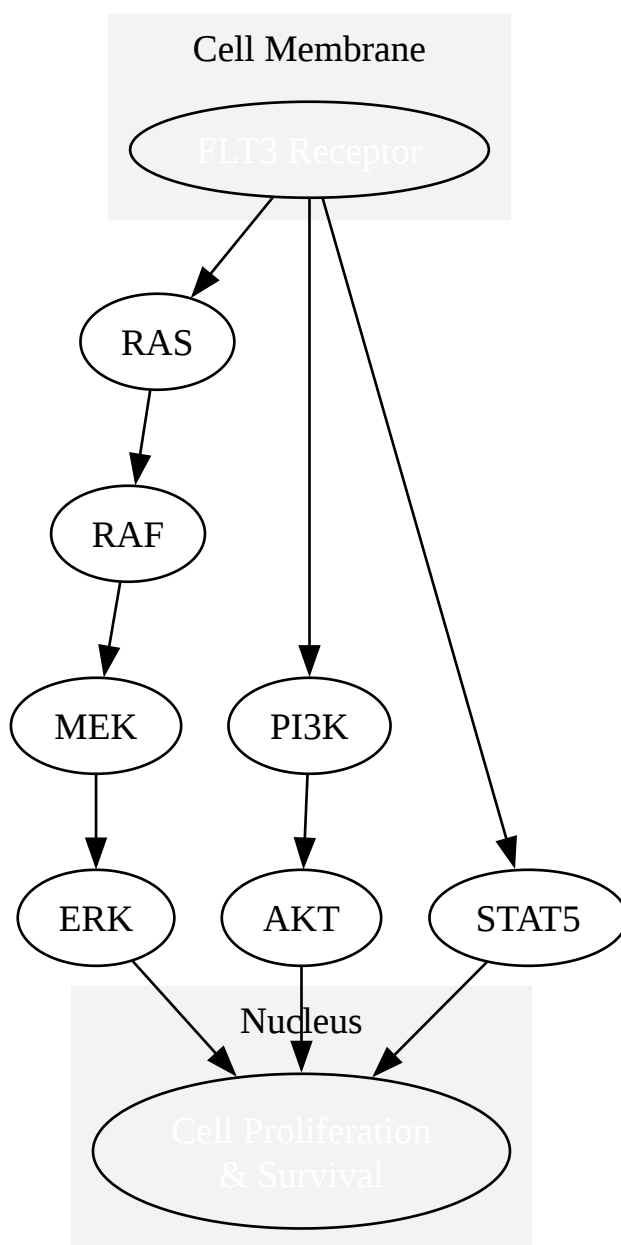 Cell Membrane
FLT3 Receptor
RAS
RAF
MEK
PI3K
ERK
AKT
STAT5
Nucleus
Cell Proliferation
& Survival